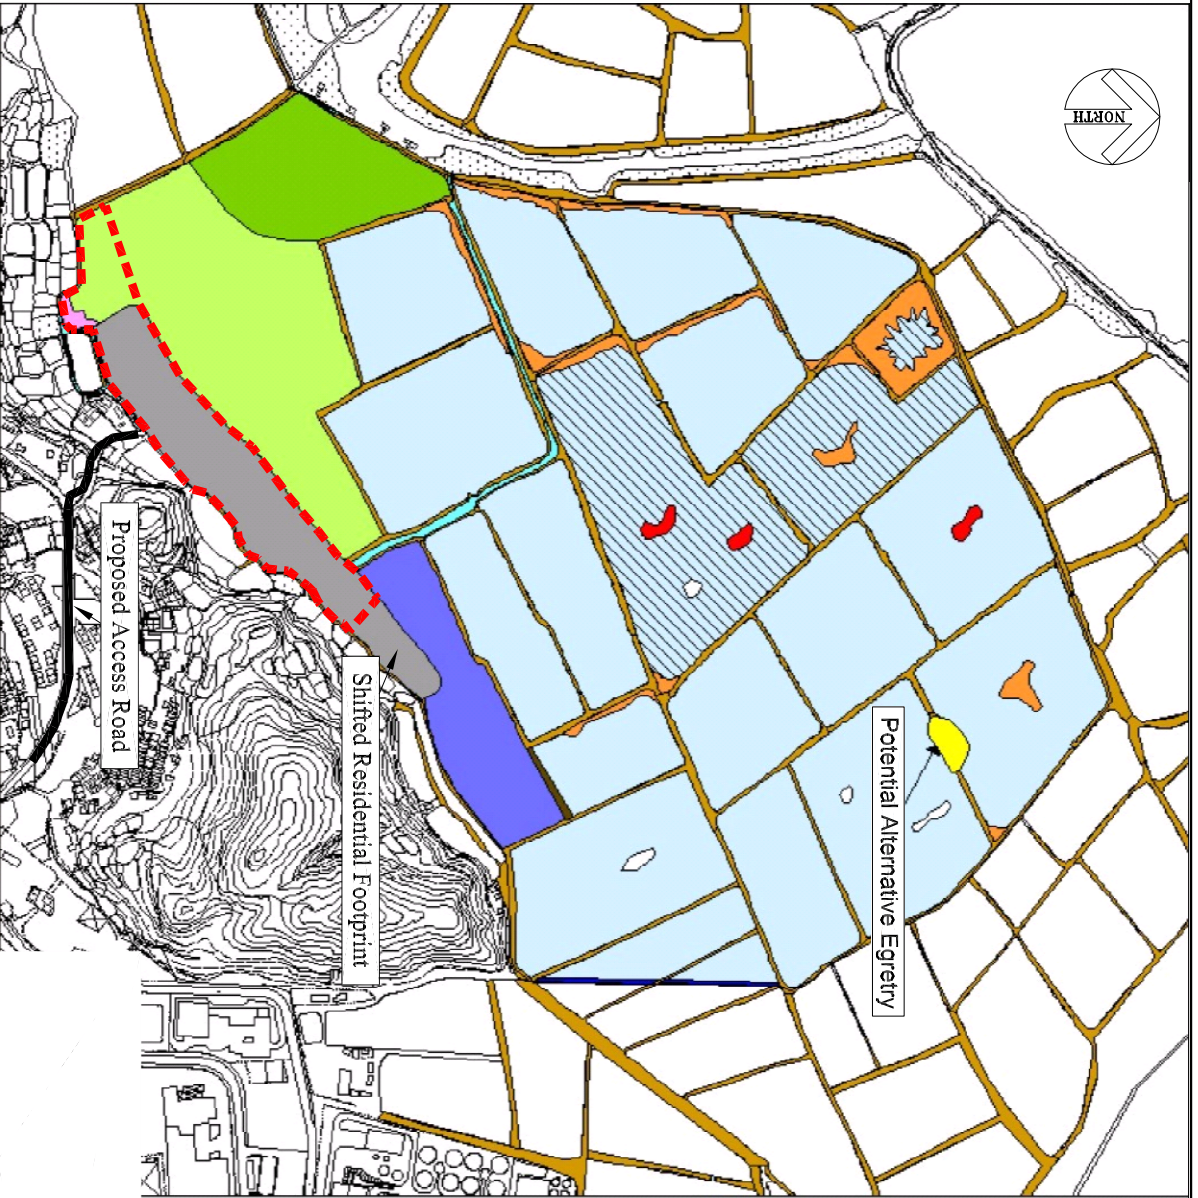 NORTH
Proposed Access Road
Shifted Residential Footprint
Potential Alternative Egretry